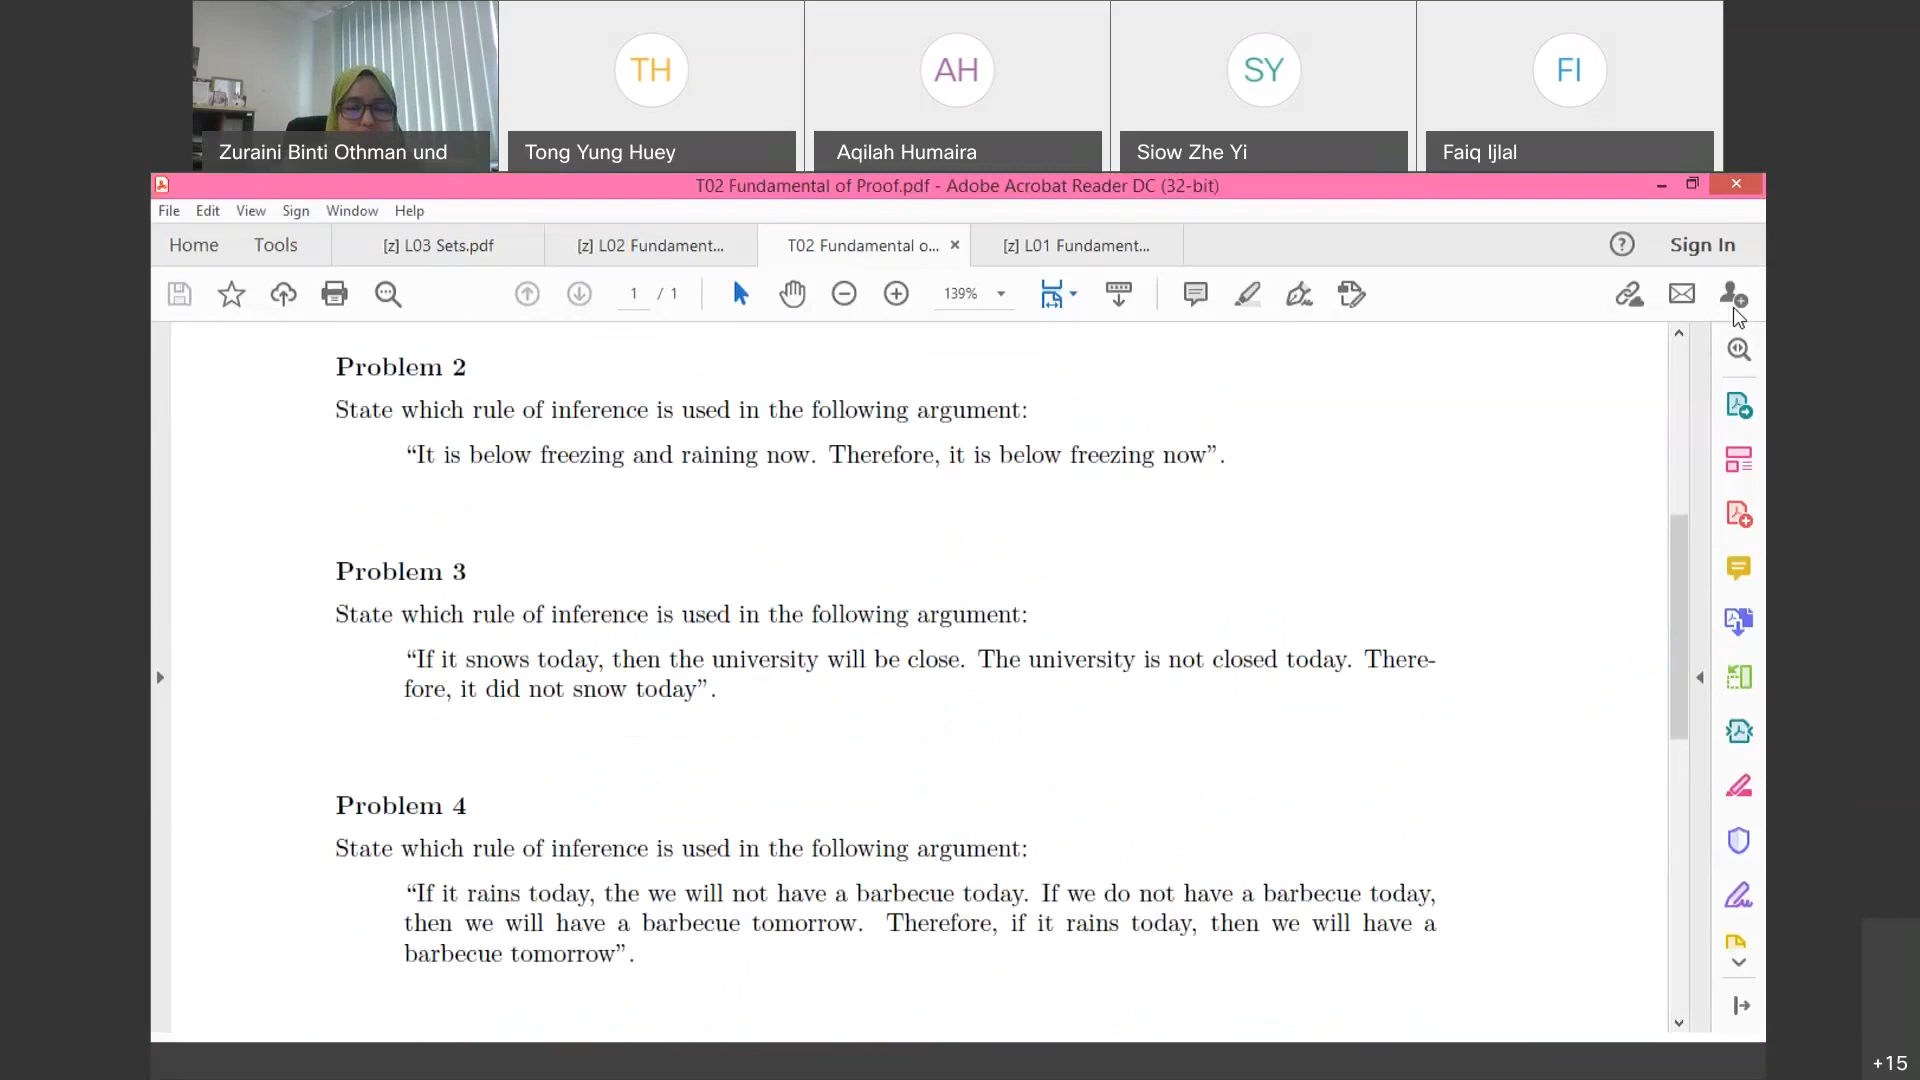 TH
AH
SY
FI
Zuraini Binti Othman und
Tong Yung Huey
Aqilah Humaira
Siow Zhe Yi
Faiq Ijlal
T02 Fundamental of Proof.pdf - Adobe Acrobat Reader DC (32-bit)
File Edit View Sign Window Help
Home Tools [z] L03 Sets.pdf [z] L02 Fundament... T02 Fundamental o... [z] L01 Fundament... Sign In
1 / 1 139%
Problem 2
State which rule of inference is used in the following argument:
“It is below freezing and raining now. Therefore, it is below freezing now”.
Problem 3
State which rule of inference is used in the following argument:
“If it snows today, then the university will be close. The university is not closed today. There-
fore, it did not snow today”.
Problem 4
State which rule of inference is used in the following argument:
“If it rains today, the we will not have a barbecue today. If we do not have a barbecue today,
then we will have a barbecue tomorrow. Therefore, if it rains today, then we will have a
barbecue tomorrow”.
+15